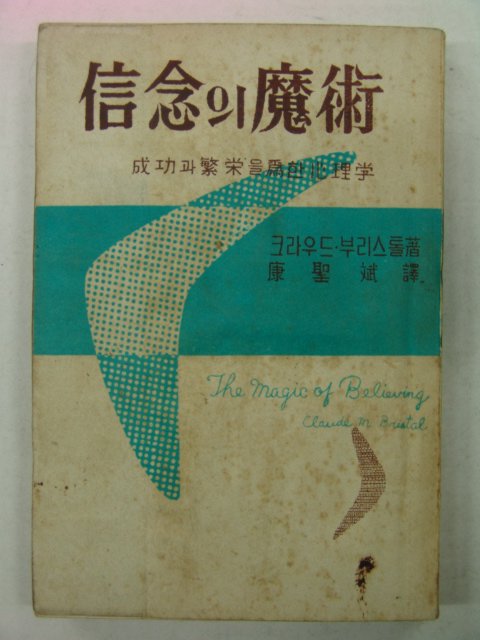 信念의魔術
成功과繁栄을爲한心理学
크라우드·부리스톨著
康聖斌譯
The Magic of Believing
Claude M Bristol